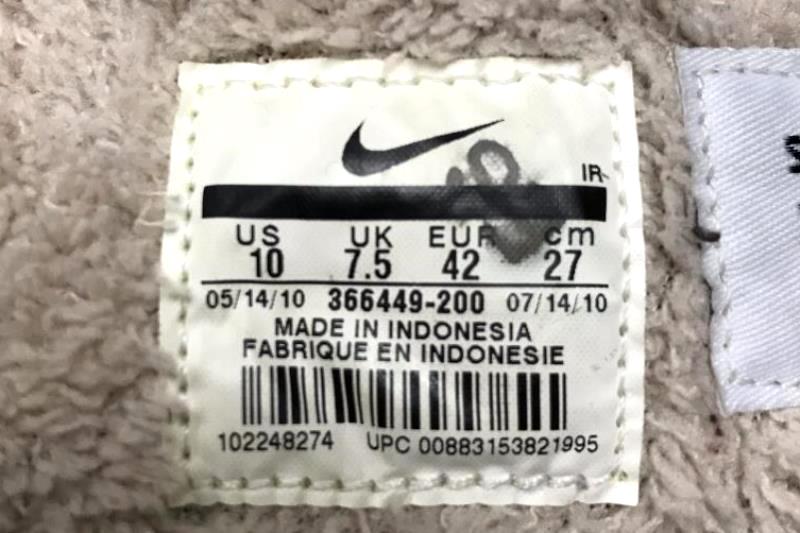 IR
US UK EUR cm
10 7.5 42 27
05/14/10 366449-200 07/14/10
MADE IN INDONESIA
FABRIQUE EN INDONESIE
102248274 UPC 00883153821995